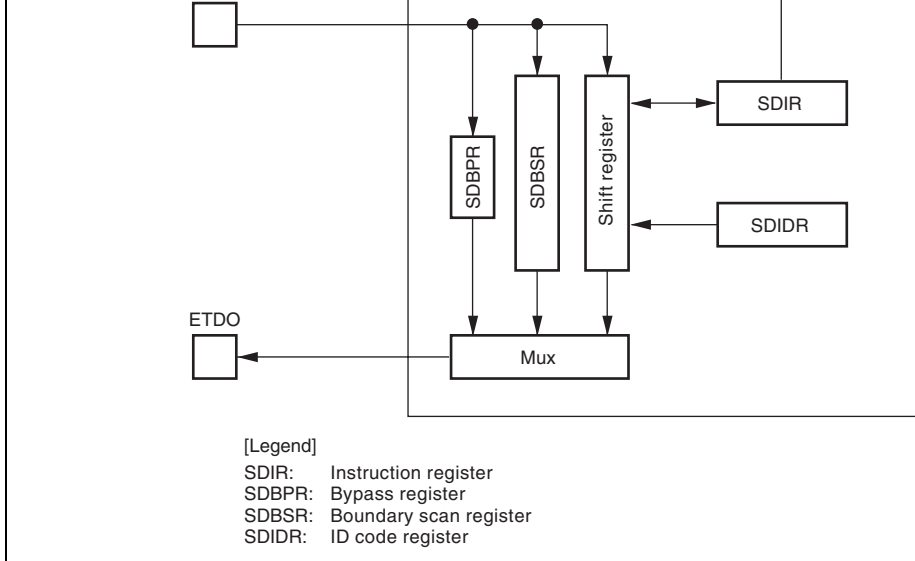 SDIR
SDBPR
SDBSR
Shift register
SDIDR
ETDO
Mux
[Legend]
SDIR: Instruction register
SDBPR: Bypass register
SDBSR: Boundary scan register
SDIDR: ID code register